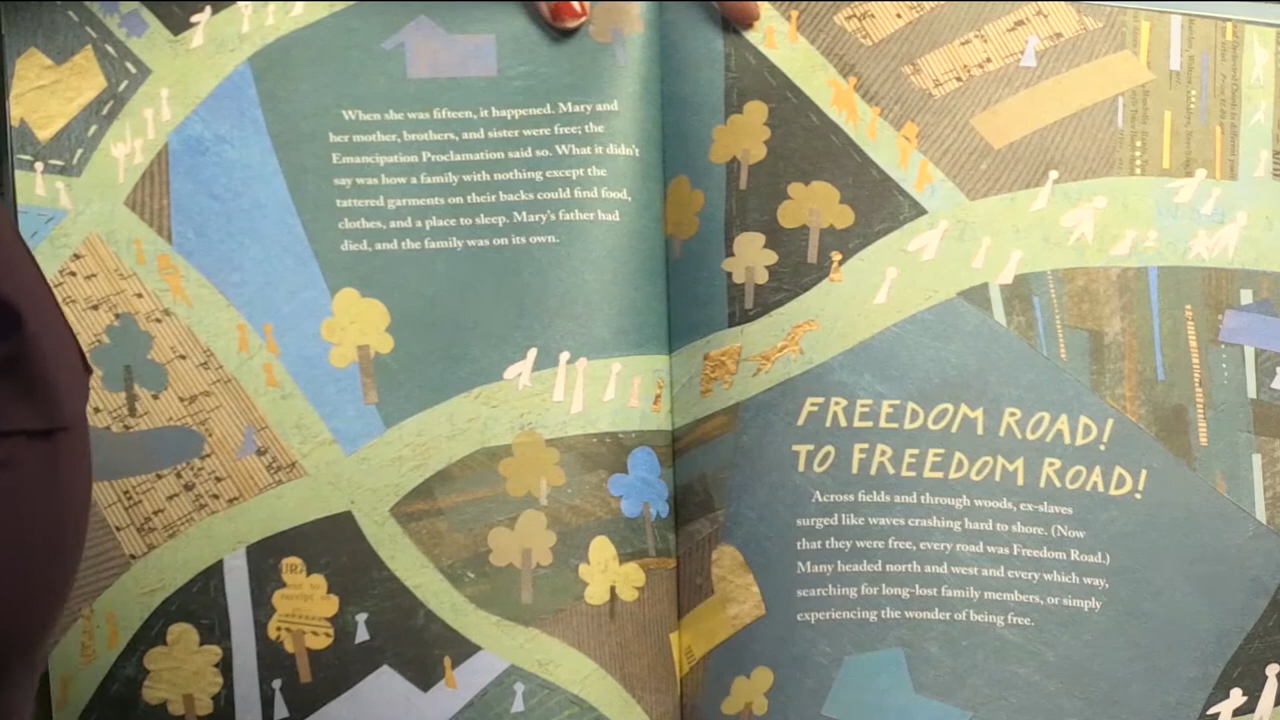 When she was fifteen, it happened. Mary and
her mother, brothers, and sister were free; the
Emancipation Proclamation said so. What it didn't
say was how a family with nothing except the
tattered garments on their backs could find food,
clothes, and a place to sleep. Mary's father had
died, and the family was on its own.
FREEDOM ROAD!
TO FREEDOM ROAD!
Across fields and through woods, ex-slaves
surged like waves crashing hard to shore. (Now
that they were free, every road was Freedom Road.)
Many headed north and west and every which way,
searching for long-lost family members, or simply
experiencing the wonder of being free.